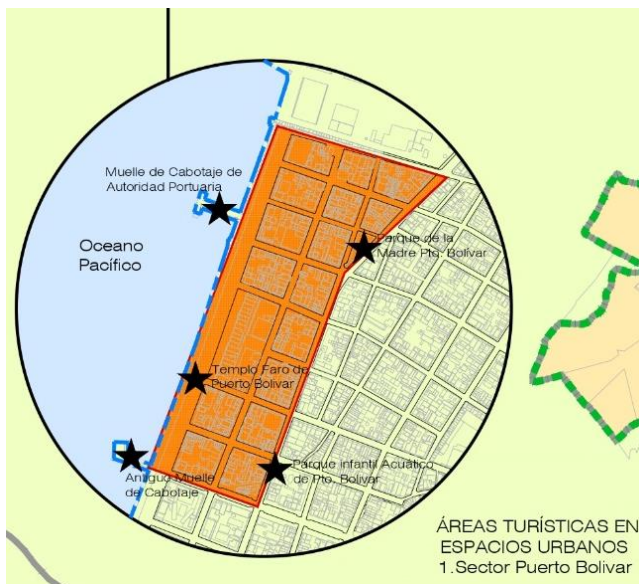 Muelle de Cabotaje de
Autoridad Portuaria
Oceano
Pacífico
Parque de la
Madre Pto. Bolívar
Templo Faro de
Puerto Bolivar
Antiguo Muelle
de Cabotaje
Parque infantil Acuático
de Pto. Bolivar
ÁREAS TURÍSTICAS EN
ESPACIOS URBANOS
1.Sector Puerto Bolivar